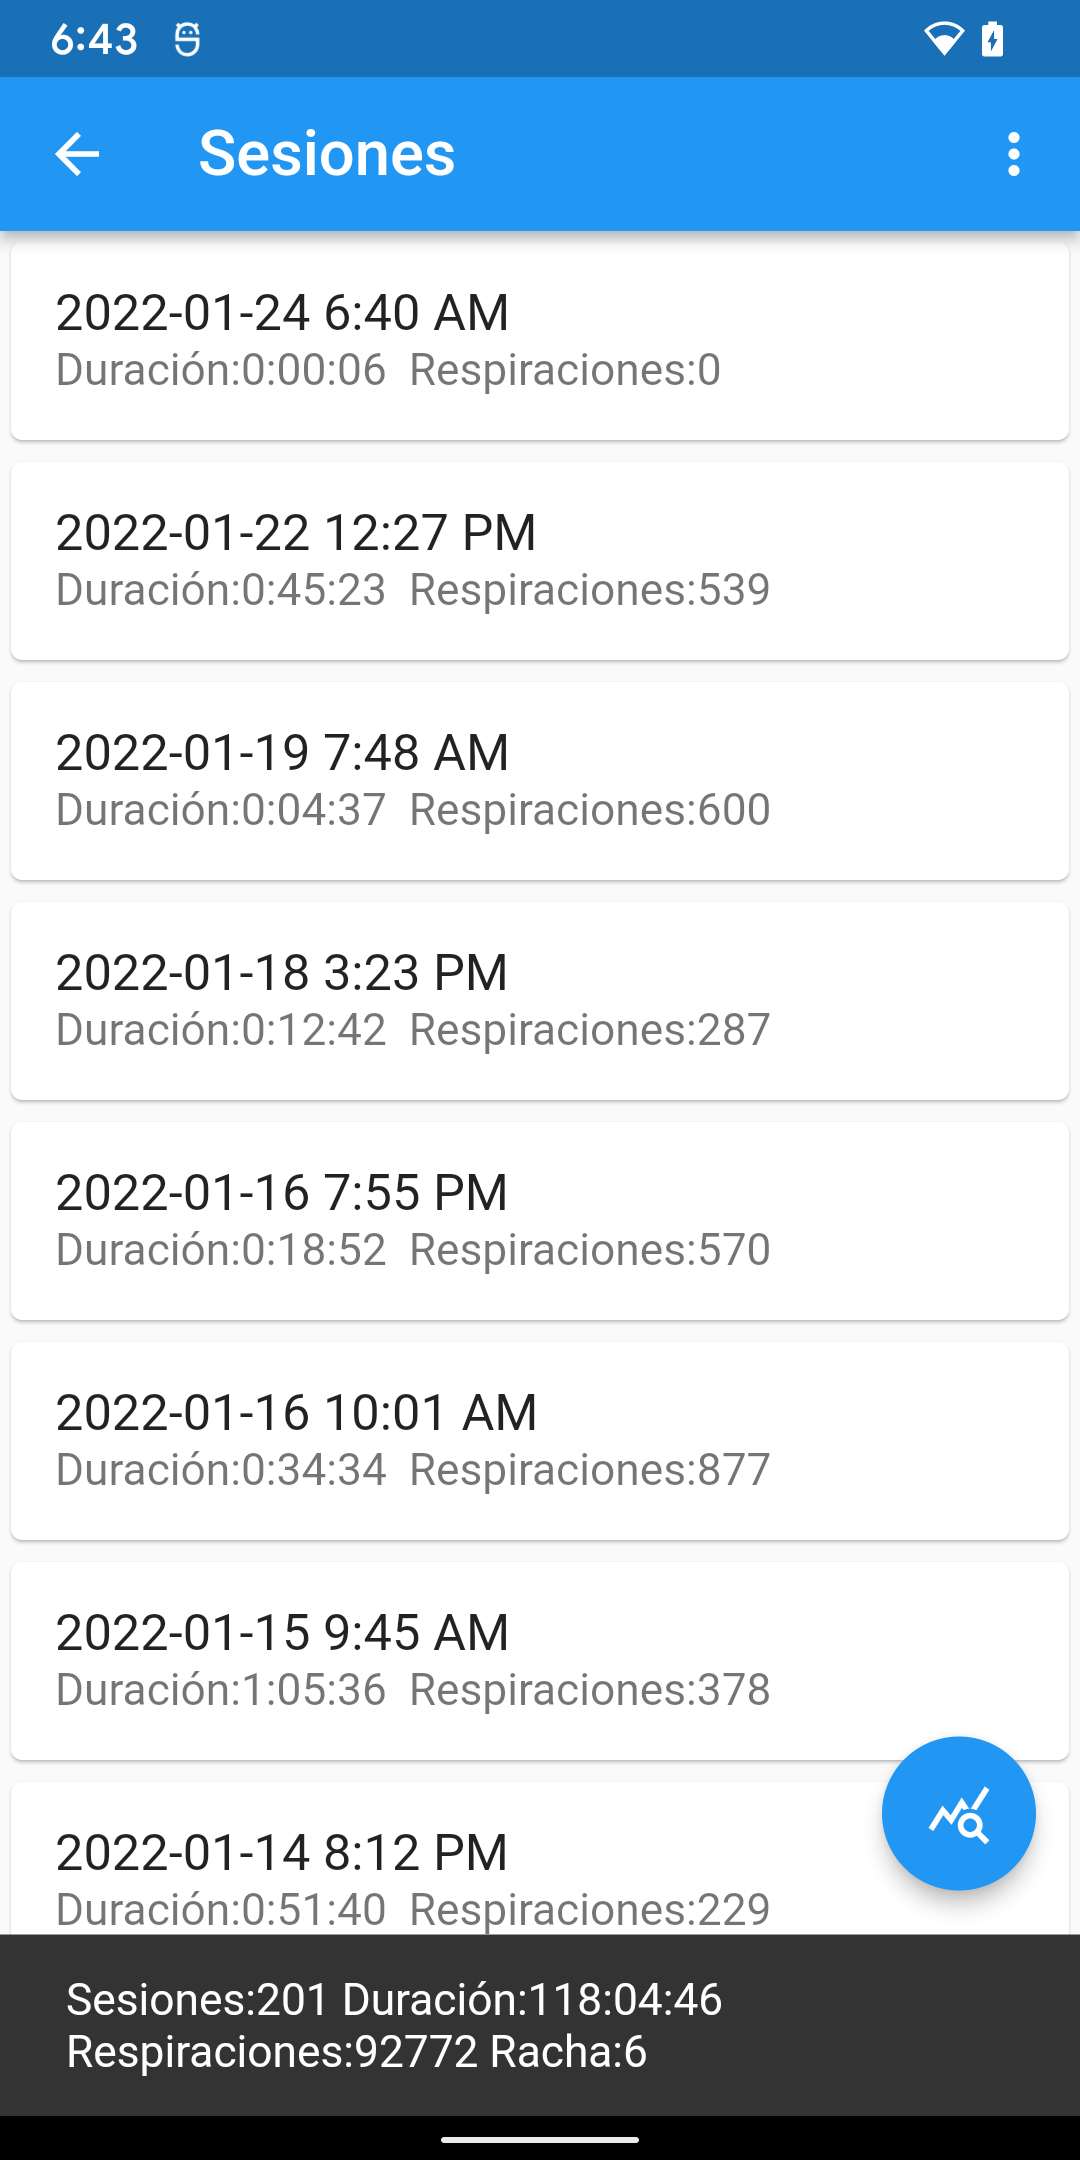 6:43
Sesiones
2022-01-24 6:40 AM
Duración:0:00:06 Respiraciones:0
2022-01-22 12:27 PM
Duración:0:45:23 Respiraciones:539
2022-01-19 7:48 AM
Duración:0:04:37 Respiraciones:600
2022-01-18 3:23 PM
Duración:0:12:42 Respiraciones:287
2022-01-16 7:55 PM
Duración:0:18:52 Respiraciones:570
2022-01-16 10:01 AM
Duración:0:34:34 Respiraciones:877
2022-01-15 9:45 AM
Duración:1:05:36 Respiraciones:378
2022-01-14 8:12 PM
Duración:0:51:40 Respiraciones:229
Sesiones:201 Duración:118:04:46
Respiraciones:92772 Racha:6